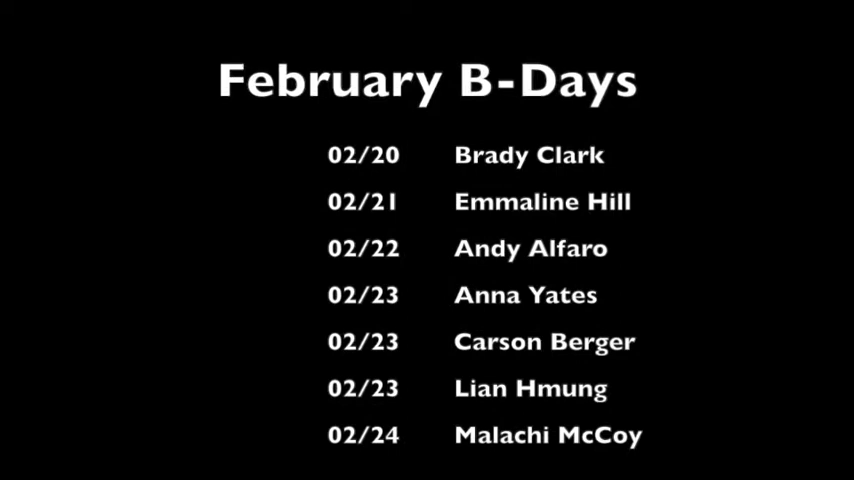 February B-Days
02/20 Brady Clark
02/21 Emmaline Hill
02/22 Andy Alfaro
02/23 Anna Yates
02/23 Carson Berger
02/23 Lian Hmung
02/24 Malachi McCoy